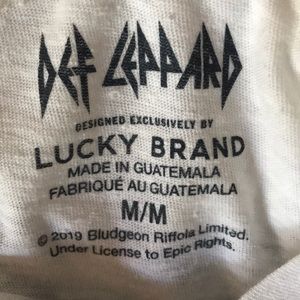 DEF LEPPARD
DESIGNED EXCLUSIVELY BY
LUCKY BRAND
MADE IN GUATEMALA
FABRIQUÉ AU GUATEMALA
M/M
© 2019 Bludgeon Riffola Limited.
Under License to Epic Rights.